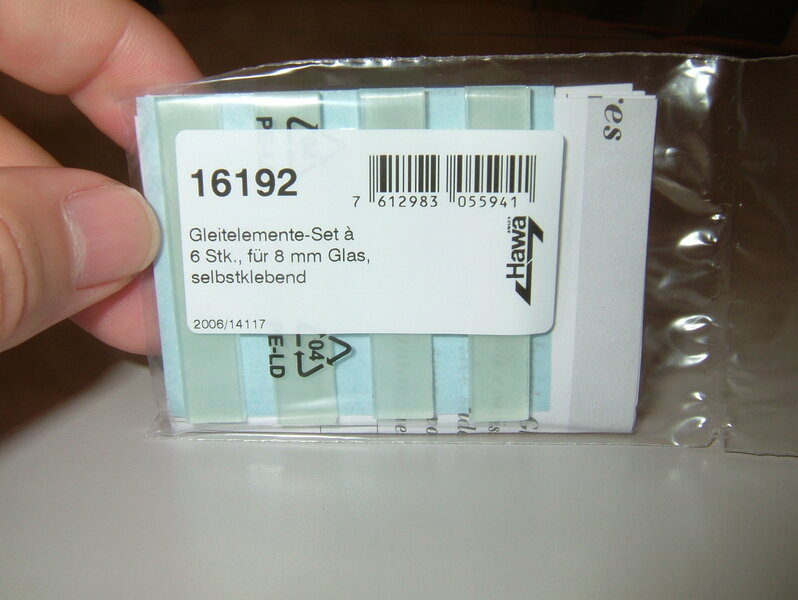 16192
7 612983 055941
Gleitelemente-Set à
6 Stk., für 8 mm Glas,
selbstklebend
Hawa
2006/14117
04
PE-LD
es